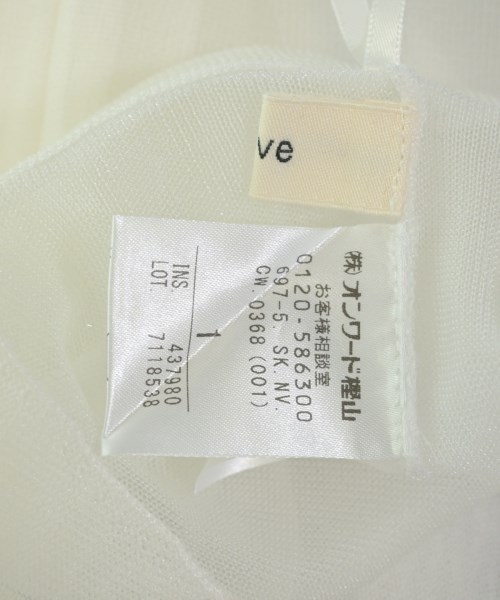 ve
㈱オンワード樫山
お客様相談室
0120-586300
697-5. SK. NV.
CW. 0368 (001)
1
INS. 437980
LOT. 7118538